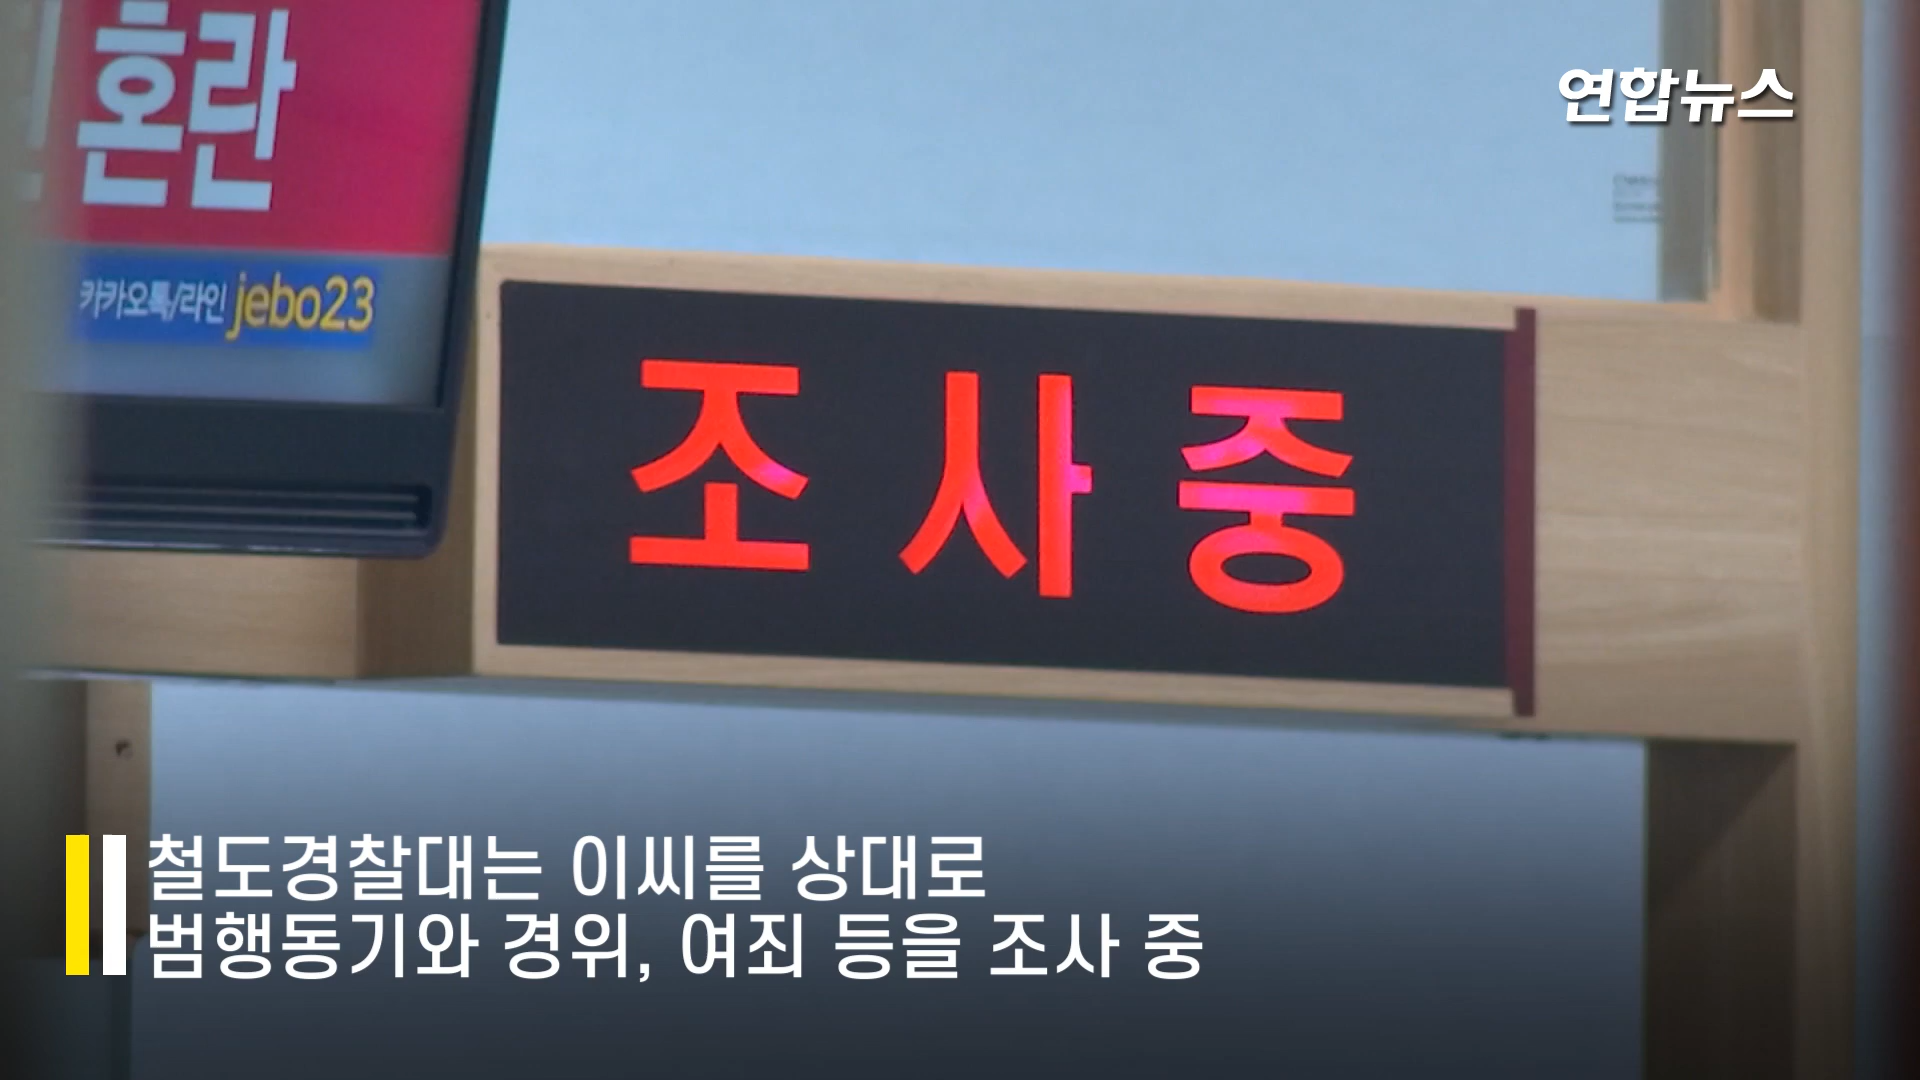 혼란
연합뉴스
카카오톡/라인 jebo23
조사중
철도경찰대는 이씨를 상대로
범행동기와 경위, 여죄 등을 조사 중